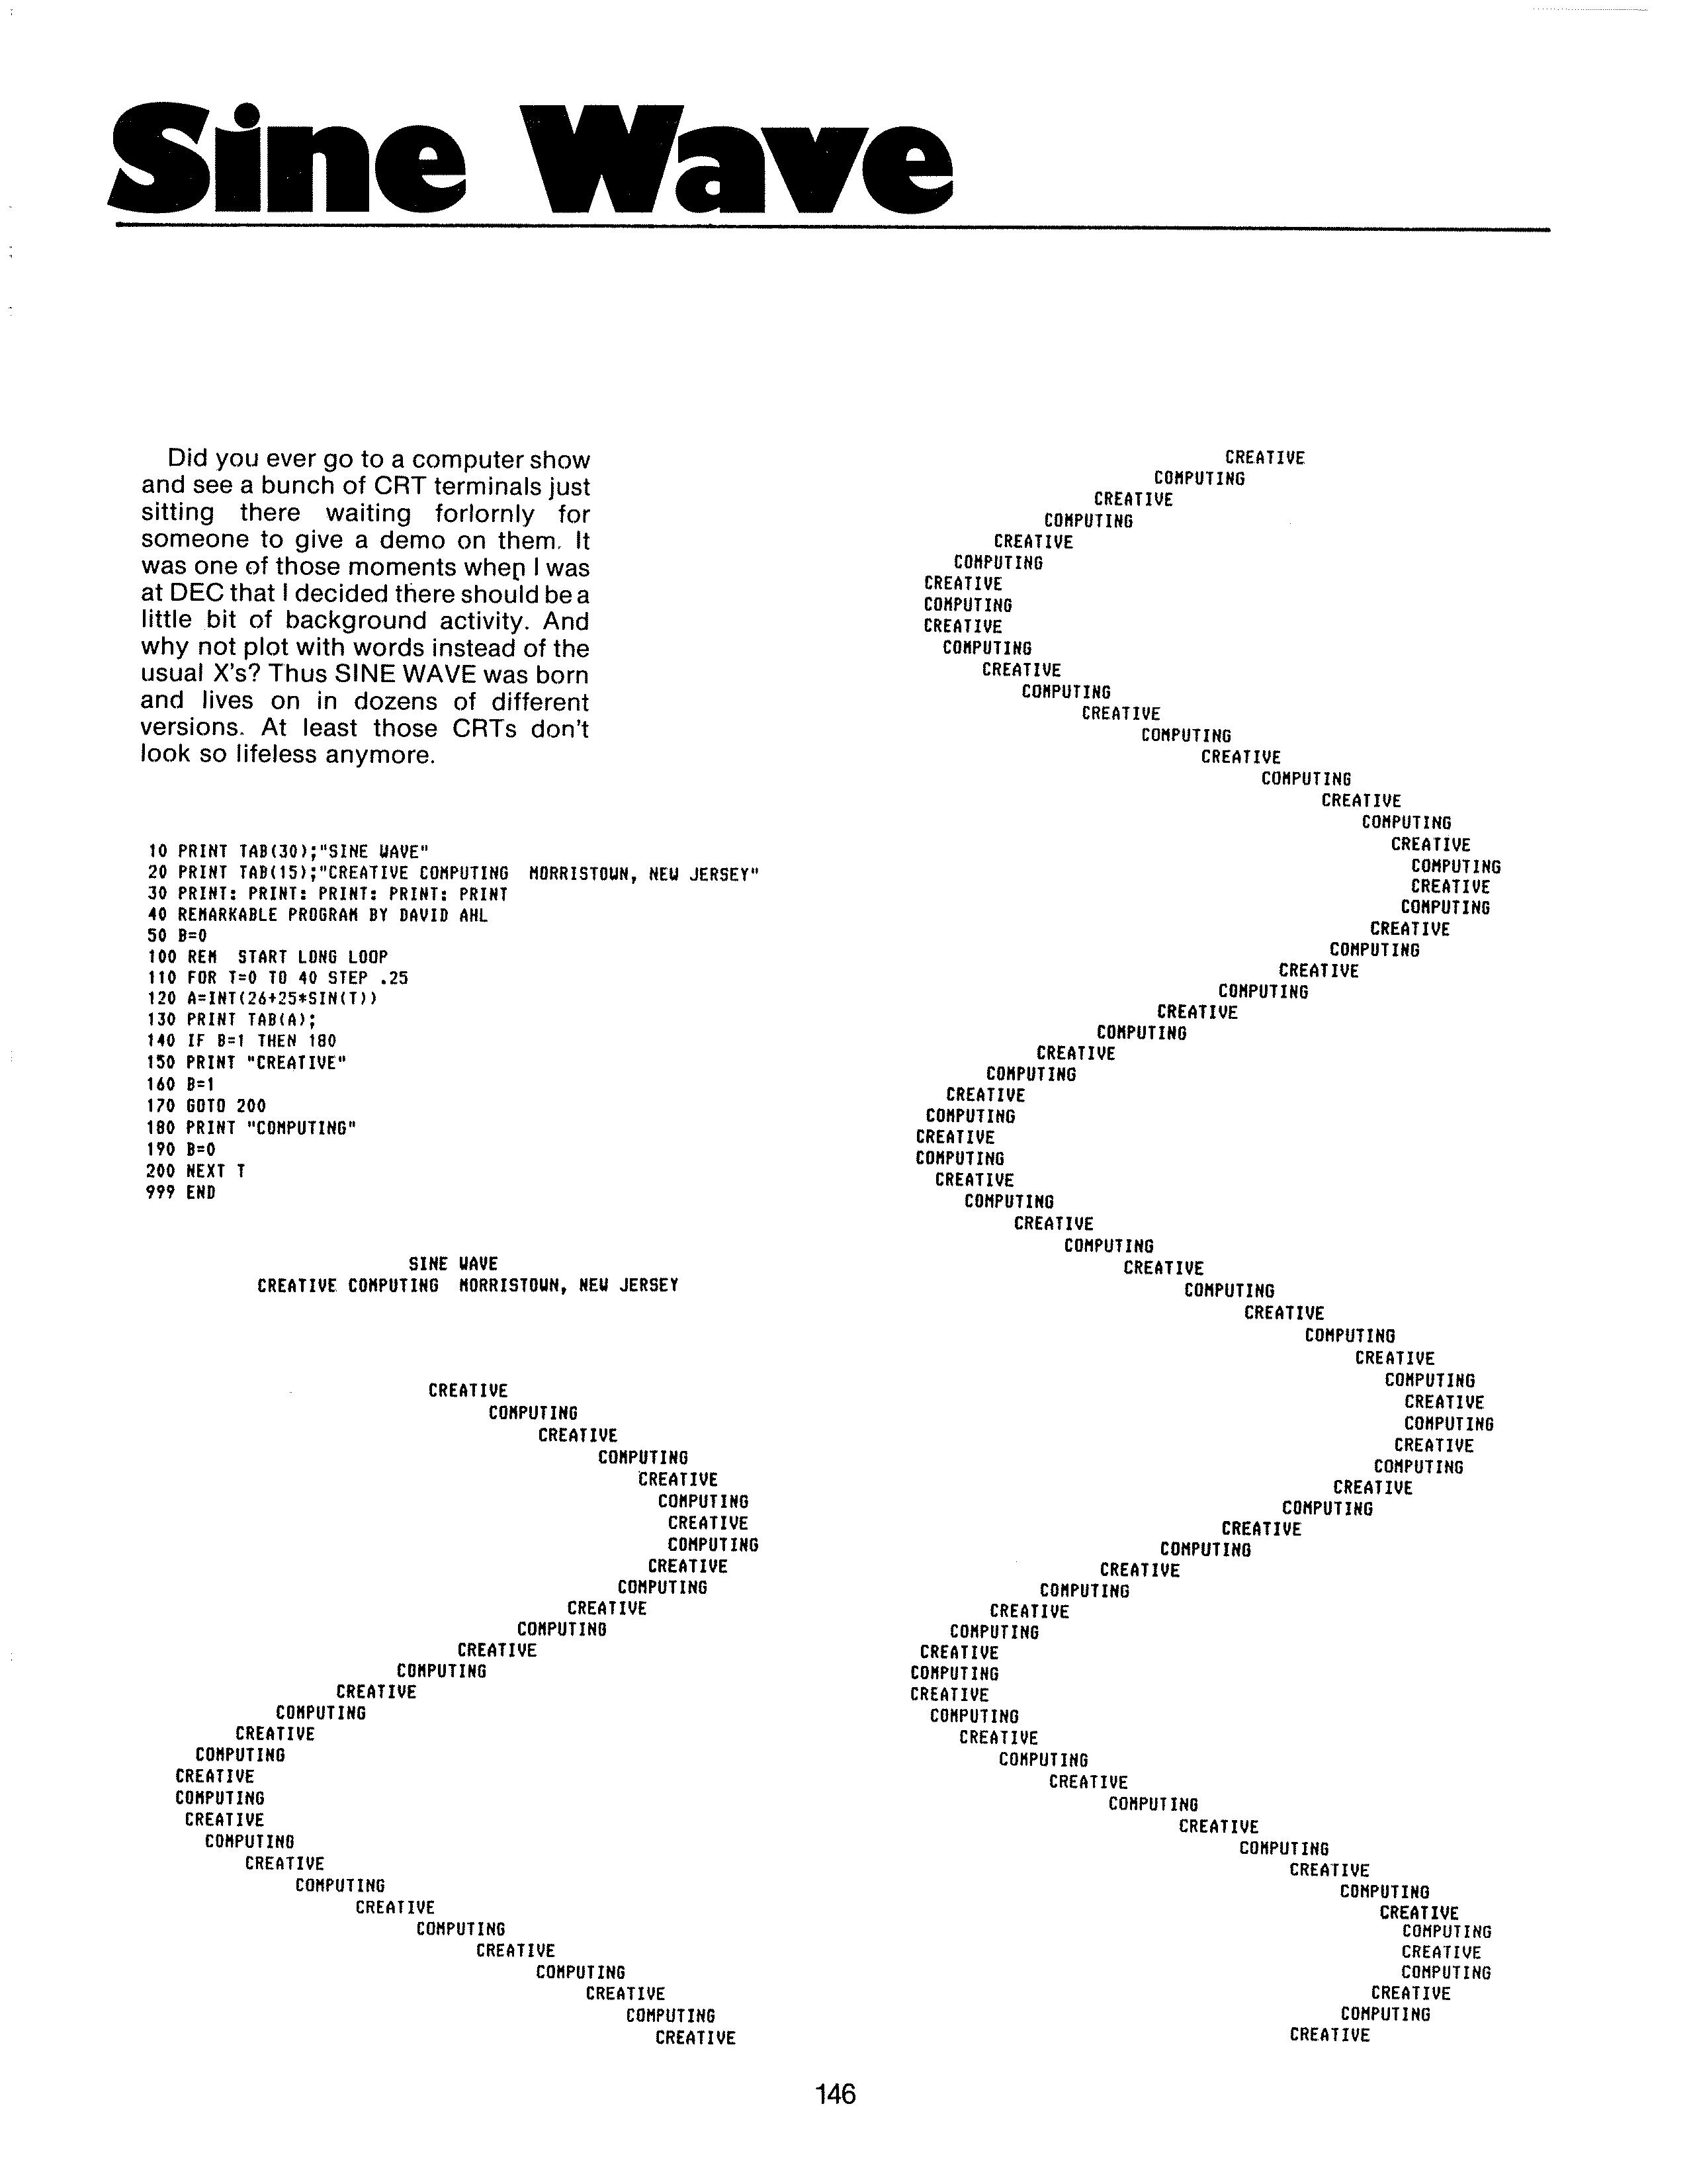 Sine Wave
Did you ever go to a computer show
and see a bunch of CRT terminals just
sitting there waiting forlornly for
someone to give a demo on them. It
was one of those moments when I was
at DEC that I decided there should be a
little bit of background activity. And
why not plot with words instead of the
usual X's? Thus SINE WAVE was born
and lives on in dozens of different
versions. At least those CRTs don't
look so lifeless anymore.
10 PRINT TAB(30);"SINE WAVE"
20 PRINT TAB(15);"CREATIVE COMPUTING  MORRISTOWN, NEW JERSEY"
30 PRINT: PRINT: PRINT: PRINT: PRINT
40 REMARKABLE PROGRAM BY DAVID AHL
50 B=0
100 REM  START LONG LOOP
110 FOR T=0 TO 40 STEP .25
120 A=INT(26+25*SIN(T))
130 PRINT TAB(A);
140 IF B=1 THEN 180
150 PRINT "CREATIVE"
160 B=1
170 GOTO 200
180 PRINT "COMPUTING"
190 B=0
200 NEXT T
999 END
SINE WAVE
CREATIVE COMPUTING  MORRISTOWN, NEW JERSEY
CREATIVE
COMPUTING
CREATIVE
COMPUTING
CREATIVE
COMPUTING
CREATIVE
COMPUTING
CREATIVE
COMPUTING
CREATIVE
COMPUTING
CREATIVE
COMPUTING
CREATIVE
COMPUTING
CREATIVE
COMPUTING
CREATIVE
COMPUTING
CREATIVE
COMPUTING
CREATIVE
COMPUTING
CREATIVE
COMPUTING
CREATIVE
COMPUTING
CREATIVE
COMPUTING
CREATIVE
CREATIVE
COMPUTING
CREATIVE
COMPUTING
CREATIVE
COMPUTING
CREATIVE
COMPUTING
CREATIVE
COMPUTING
CREATIVE
COMPUTING
CREATIVE
COMPUTING
CREATIVE
COMPUTING
CREATIVE
COMPUTING
CREATIVE
COMPUTING
CREATIVE
COMPUTING
CREATIVE
COMPUTING
CREATIVE
COMPUTING
CREATIVE
COMPUTING
CREATIVE
COMPUTING
CREATIVE
COMPUTING
CREATIVE
COMPUTING
CREATIVE
COMPUTING
CREATIVE
COMPUTING
CREATIVE
COMPUTING
CREATIVE
COMPUTING
CREATIVE
COMPUTING
CREATIVE
COMPUTING
CREATIVE
COMPUTING
CREATIVE
COMPUTING
CREATIVE
COMPUTING
CREATIVE
COMPUTING
CREATIVE
COMPUTING
CREATIVE
COMPUTING
CREATIVE
COMPUTING
CREATIVE
COMPUTING
CREATIVE
COMPUTING
CREATIVE
COMPUTING
CREATIVE
COMPUTING
CREATIVE
COMPUTING
CREATIVE
COMPUTING
CREATIVE
146